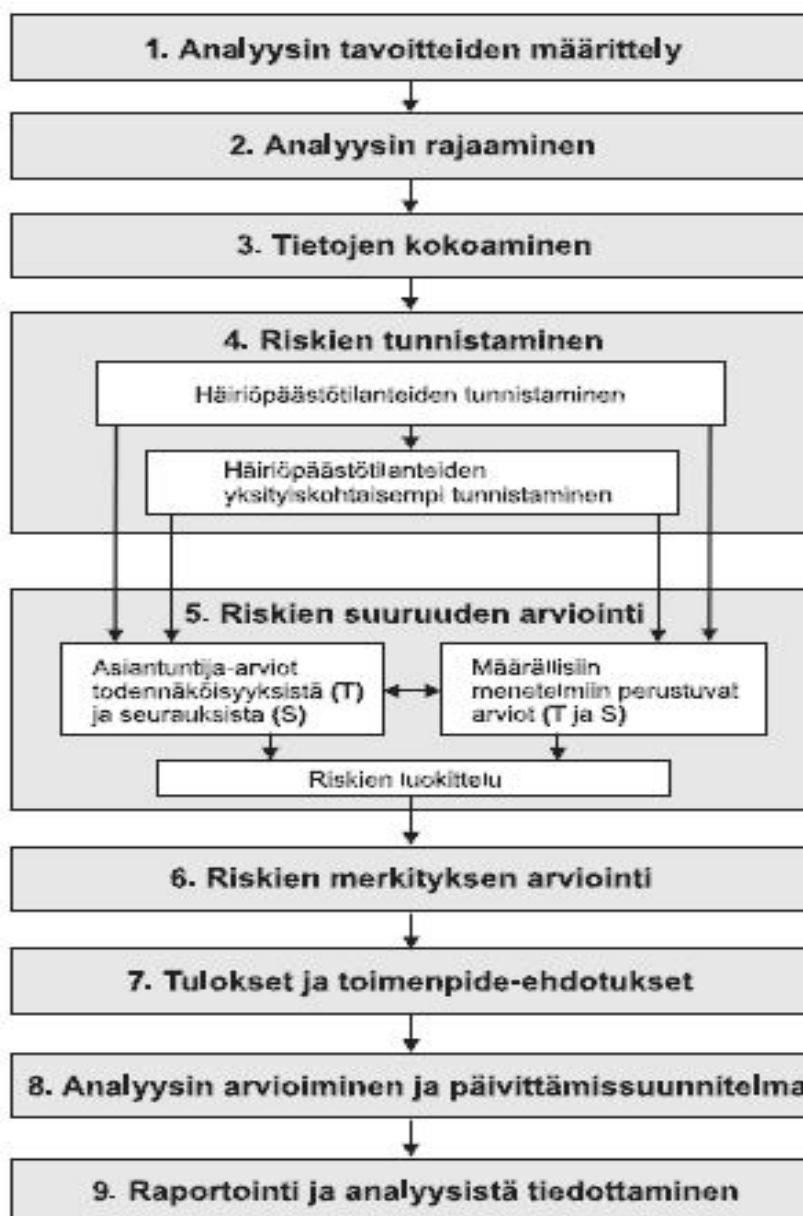 1. Analyysin tavoitteiden määrittely
2. Analyysin rajaaminen
3. Tietojen kokoaminen
4. Riskien tunnistaminen
Häiriöpäästötilanteiden tunnistaminen
Häiriöpäästötilanteiden
yksityiskohtaisempi tunnistaminen
5. Riskien suuruuden arviointi
Asiantuntija-arviot
todennäköisyyksistä (T)
ja seurauksista (S)
Määrällisiin
menetelmiin perustuvat
arviot (T ja S)
Riskien luokittelu
6. Riskien merkityksen arviointi
7. Tulokset ja toimenpide-ehdotukset
8. Analyysin arvioiminen ja päivittämissuunnitelma
9. Raportointi ja analyysistä tiedottaminen